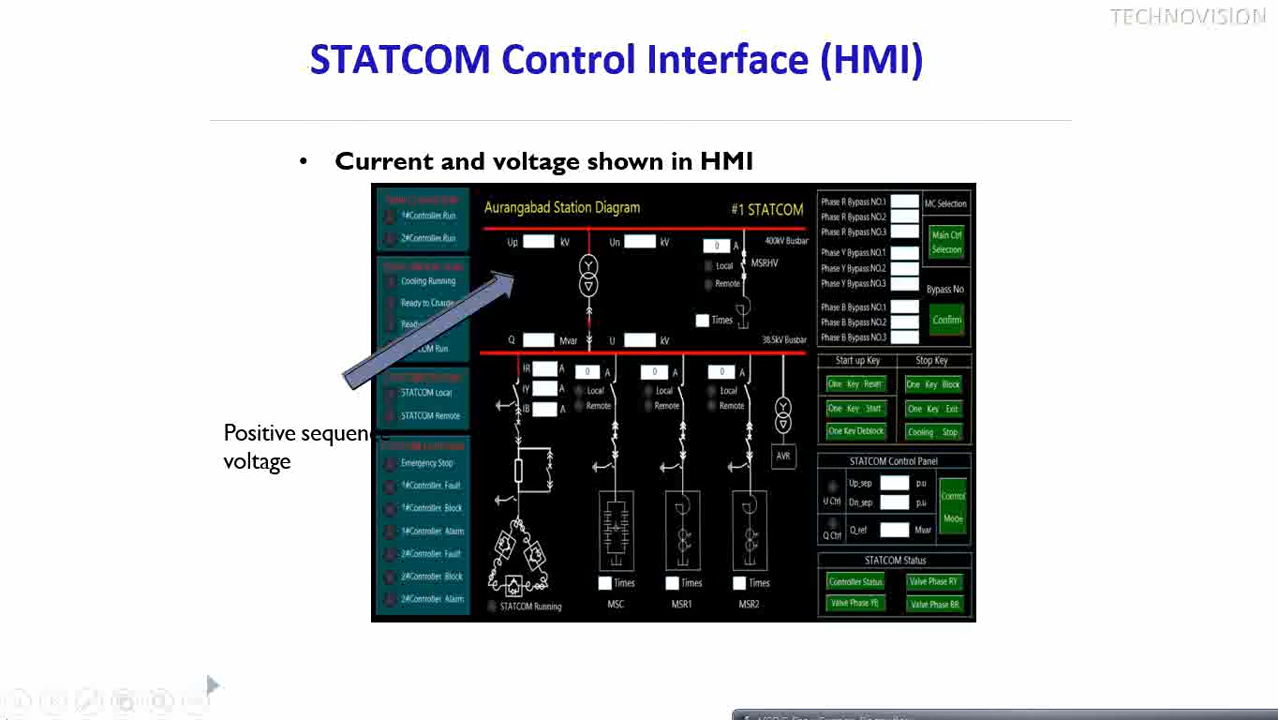 TECHNOVISION
STATCOM Control Interface (HMI)
• Current and voltage shown in HMI
Positive sequence
voltage
1#Controller Run
2#Controller Run
Cooling Running
Ready to Charge
STATCOM Local
STATCOM Remote
Emergency Stop
1#Controller Fault
1#Controller Block
1#Controller Alarm
2#Controller Fault
2#Controller Block
2#Controller Alarm
Aurangabad Station Diagram #1 STATCOM
400kV Busbar
Up kV Un kV 0 A
Local
Remote
MSRHV
Times
38.5kV Busbar
Q Mvar U kV
IR A
IY A
IB A
0 A
Local
Remote
0 A
Local
Remote
0 A
Local
Remote
AVR
Times Times Times
STATCOM Running MSC MSR1 MSR2
Phase R Bypass NO.1
Phase R Bypass NO.2
Phase R Bypass NO.3
Phase Y Bypass NO.1
Phase Y Bypass NO.2
Phase Y Bypass NO.3
Phase B Bypass NO.1
Phase B Bypass NO.2
Phase B Bypass NO.3
MC Selection
Main Ctrl
Selection
Bypass No
Confirm
Start up Key Stop Key
One Key Reset One Key Block
One Key Start One Key Exit
One Key Deblock Cooling Stop
STATCOM Control Panel
U Ctrl
Up_sep p.u
Dn_sep p.u
Q Ctrl Q_ref Mvar
Control
Mode
STATCOM Status
Controller Status Valve Phase RY
Valve Phase YB Valve Phase BR